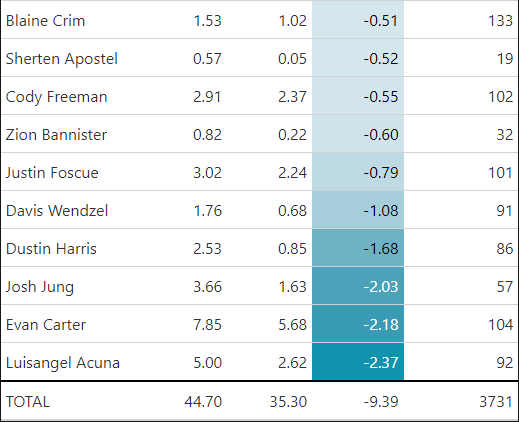 Blaine Crim 1.53 1.02 -0.51 133
Sherten Apostel 0.57 0.05 -0.52 19
Cody Freeman 2.91 2.37 -0.55 102
Zion Bannister 0.82 0.22 -0.60 32
Justin Foscue 3.02 2.24 -0.79 101
Davis Wendzel 1.76 0.68 -1.08 91
Dustin Harris 2.53 0.85 -1.68 86
Josh Jung 3.66 1.63 -2.03 57
Evan Carter 7.85 5.68 -2.18 104
Luisangel Acuna 5.00 2.62 -2.37 92
TOTAL 44.70 35.30 -9.39 3731